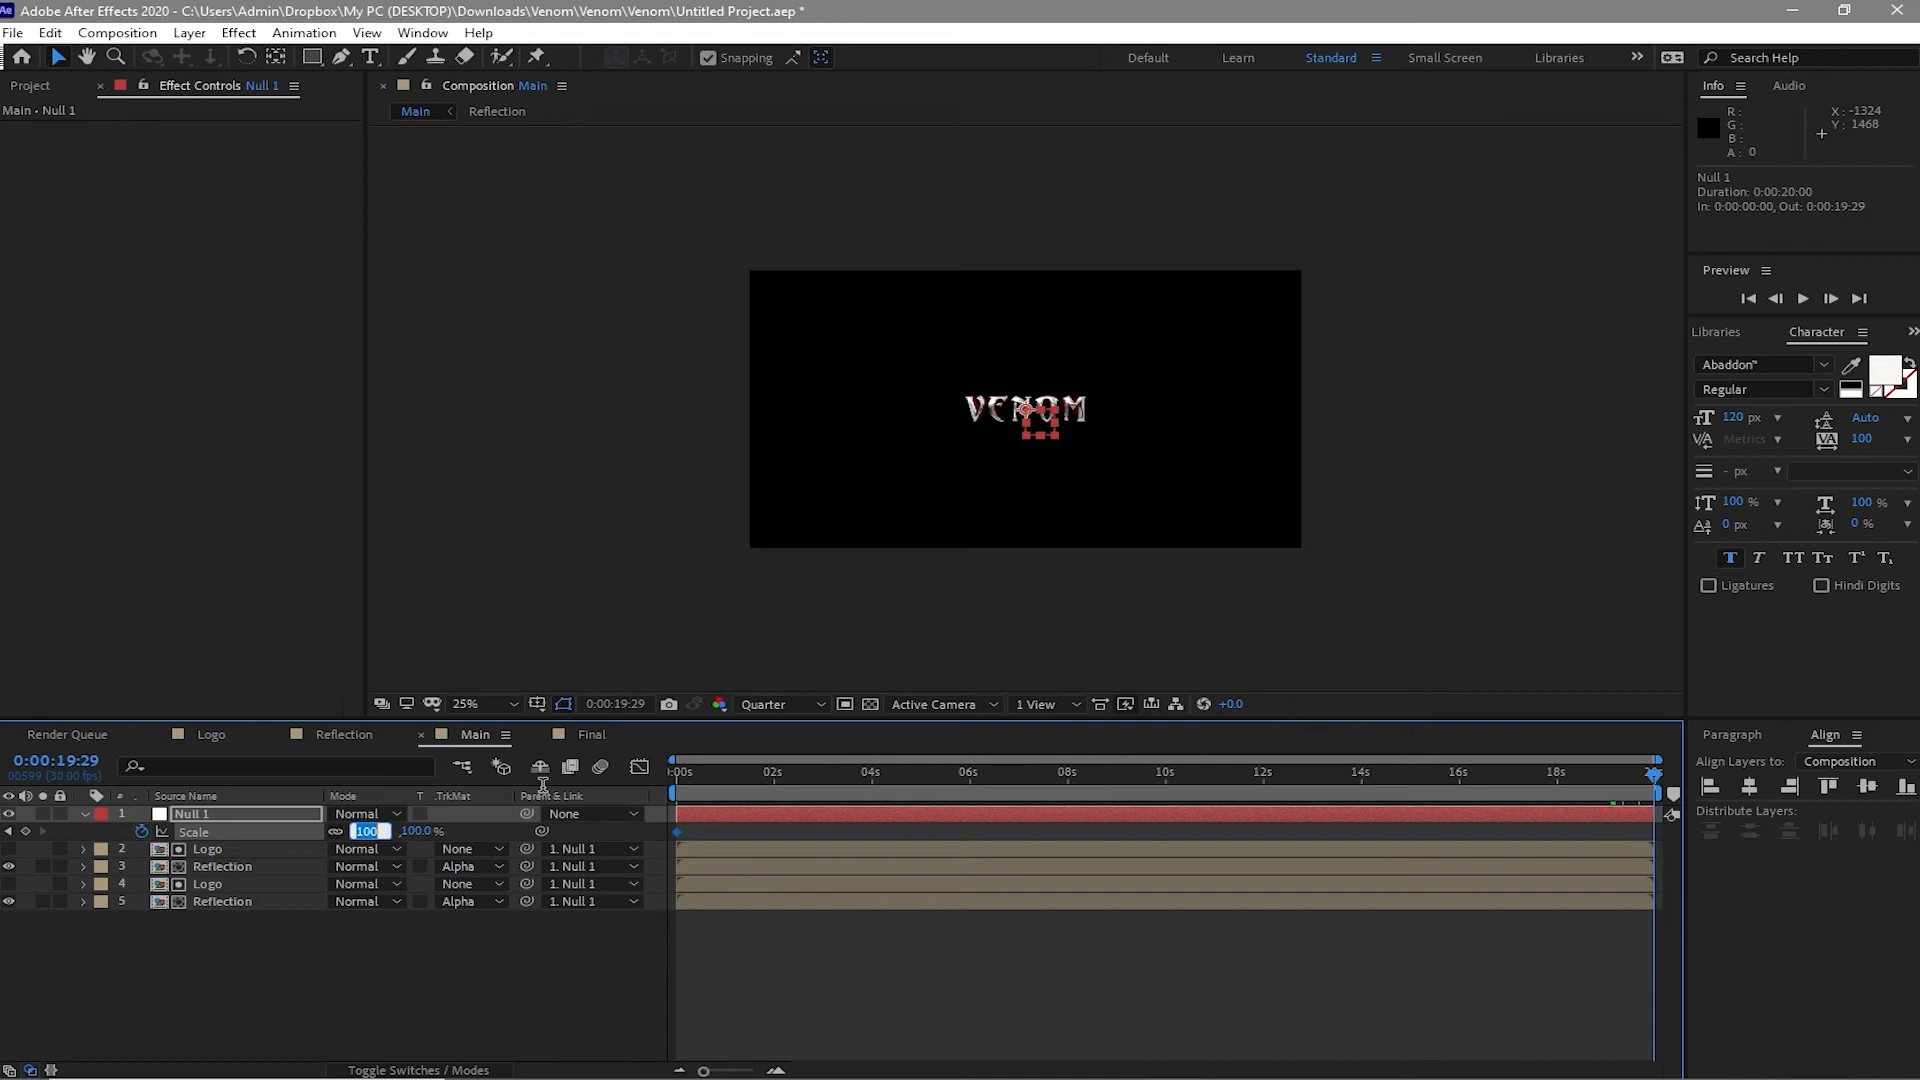 Ae Adobe After Effects 2020 - C:\Users\Admin\Dropbox\My PC (DESKTOP)\Downloads\Venom\Venom\Venom\Untitled Project.aep *
File Edit Composition Layer Effect Animation View Window Help
Snapping Default Learn Standard Small Screen Libraries Search Help
Project Effect Controls Null 1 Composition Main Info Audio
Main • Null 1
Main Reflection
R:
G:
B:
A: 0
X: -1324
Y: 1468
Null 1
Duration: 0:00:20:00
In: 0:00:00:00, Out: 0:00:19:29
Preview
Libraries Character
Abaddon™
Regular
120 px Auto
Metrics 100
- px
100 % 100 %
0 px 0 %
T T TT Tr T¹ T₁
Ligatures Hindi Digits
VENOM
25% 0:00:19:29 Quarter Active Camera 1 View +0.0
Render Queue Logo Reflection Main Final
0:00:19:29
00599 (30.00 fps)
:00s 02s 04s 06s 08s 10s 12s 14s 16s 18s
# Source Name Mode T .TrkMat Parent & Link
1 Null 1 Normal None
Scale 100 ,100.0 %
2 Logo Normal None 1. Null 1
3 Reflection Normal Alpha 1. Null 1
4 Logo Normal None 1. Null 1
5 Reflection Normal Alpha 1. Null 1
Toggle Switches / Modes
Paragraph Align
Align Layers to: Composition
Distribute Layers: